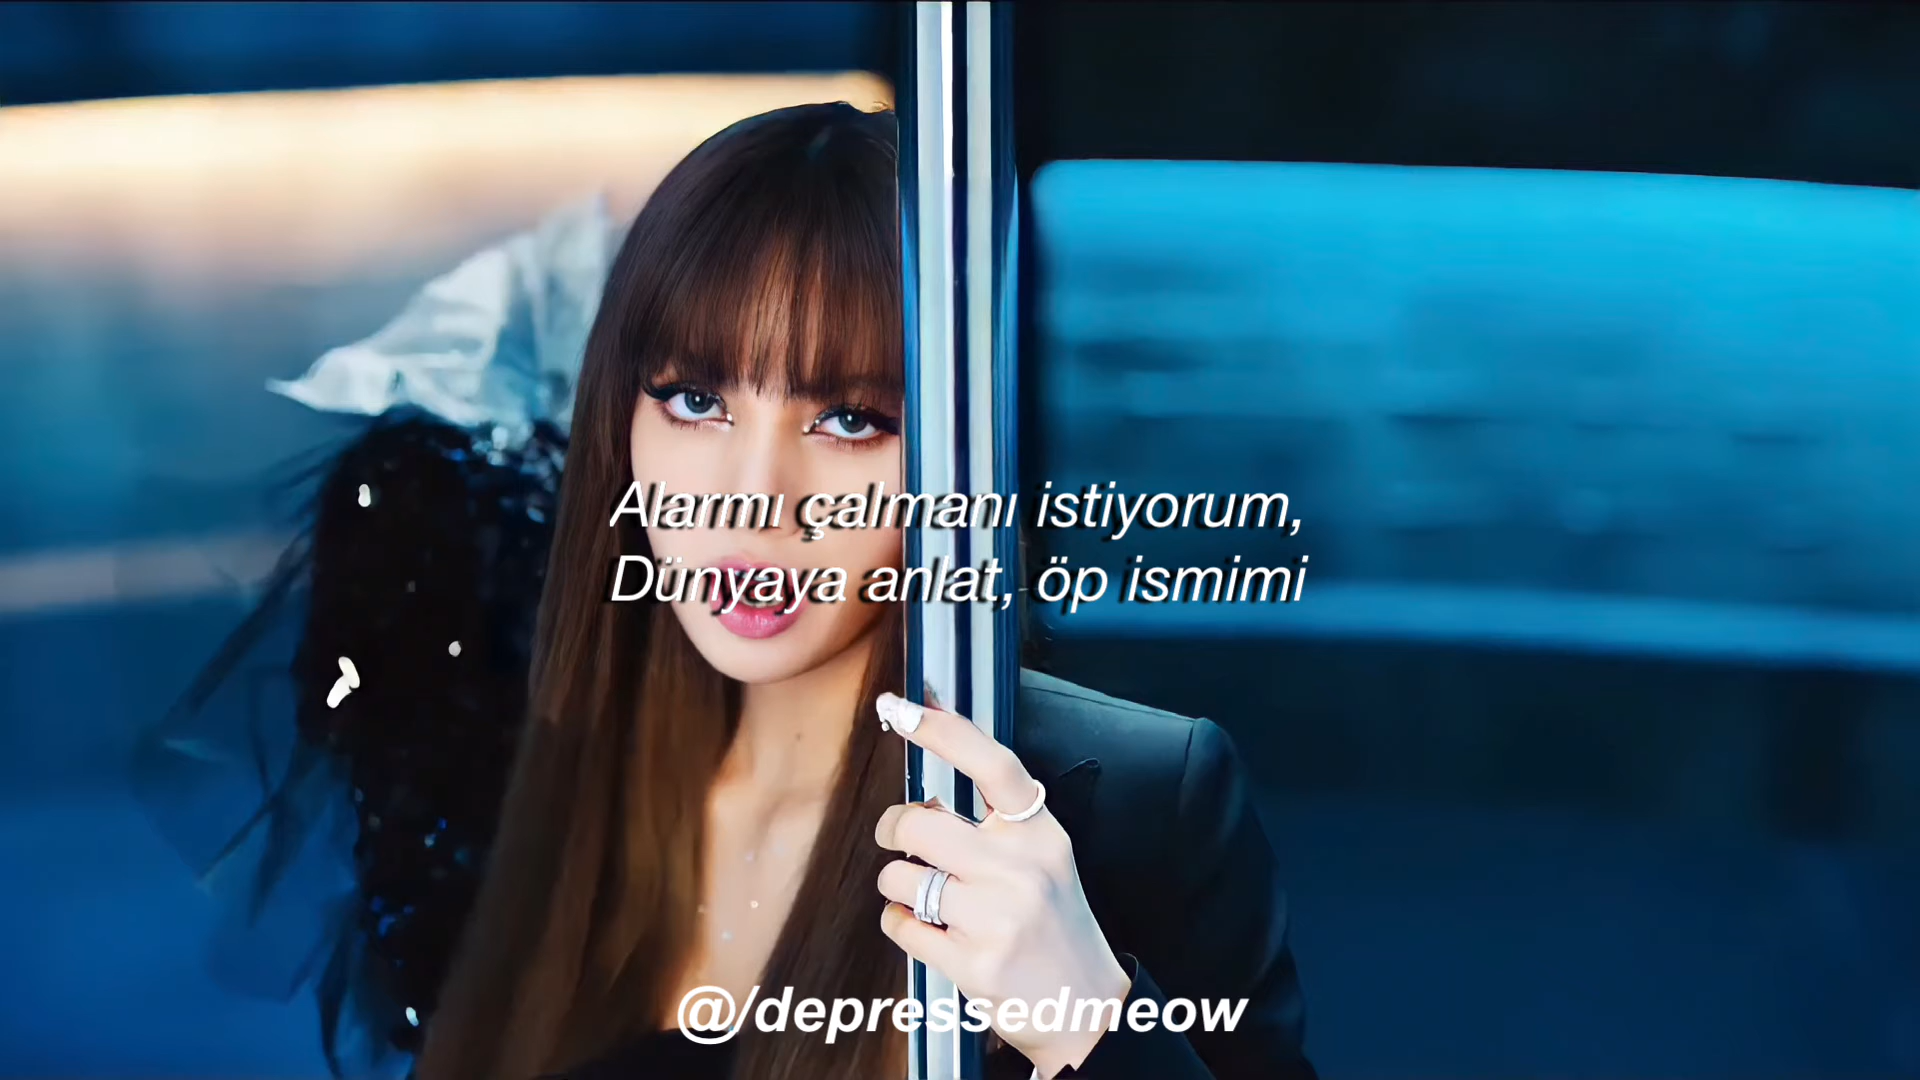 Alarmı çalmanı istiyorum,
Dünyaya anlat, öp ismimi
@/depressedmeow